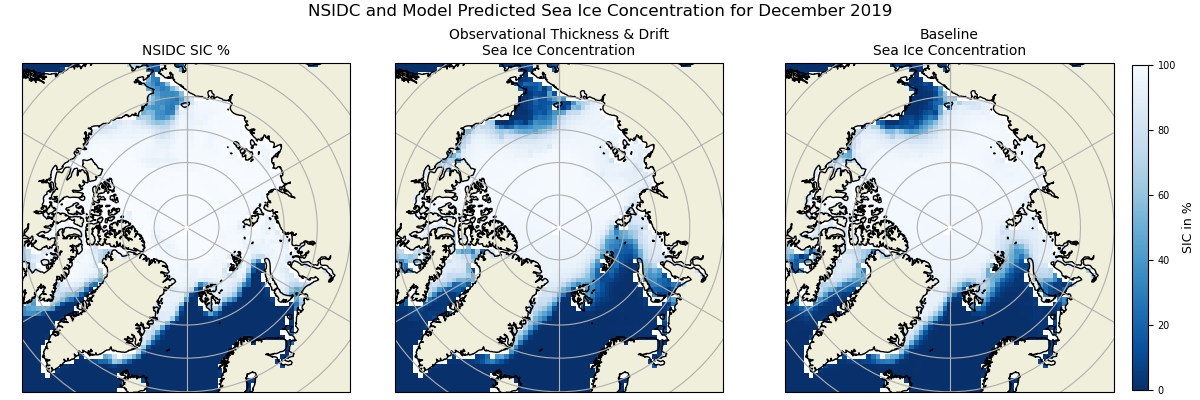 NSIDC and Model Predicted Sea Ice Concentration for December 2019
NSIDC SIC %
Observational Thickness & Drift
Sea Ice Concentration
Baseline
Sea Ice Concentration
100
80
60
40
20
0
SIC in %